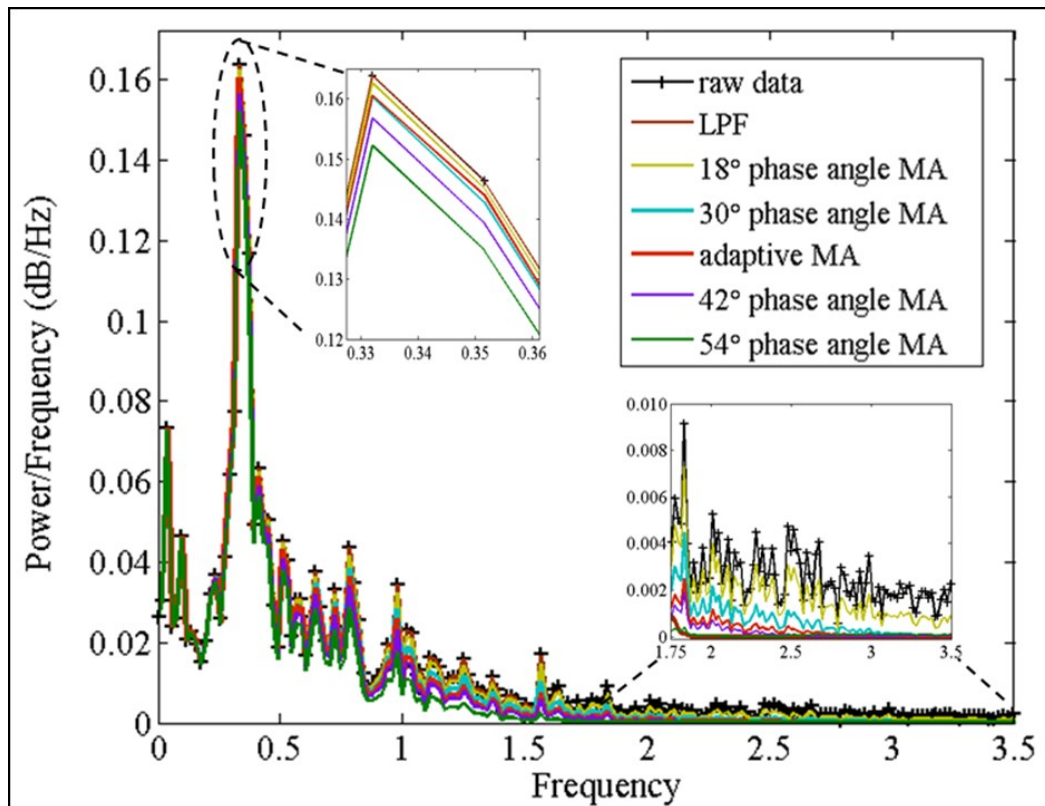 0.16
0.14
0.12
0.1
0.08
0.06
0.04
0.02
0
Power/Frequency (dB/Hz)
0.16
0.15
0.14
0.13
0.12
0.33 0.34 0.35 0.36
raw data
LPF
18° phase angle MA
30° phase angle MA
adaptive MA
42° phase angle MA
54° phase angle MA
0.010
0.008
0.006
0.004
0.002
0
1.75 2 2.5 3 3.5
0 0.5 1 1.5 2 2.5 3 3.5
Frequency